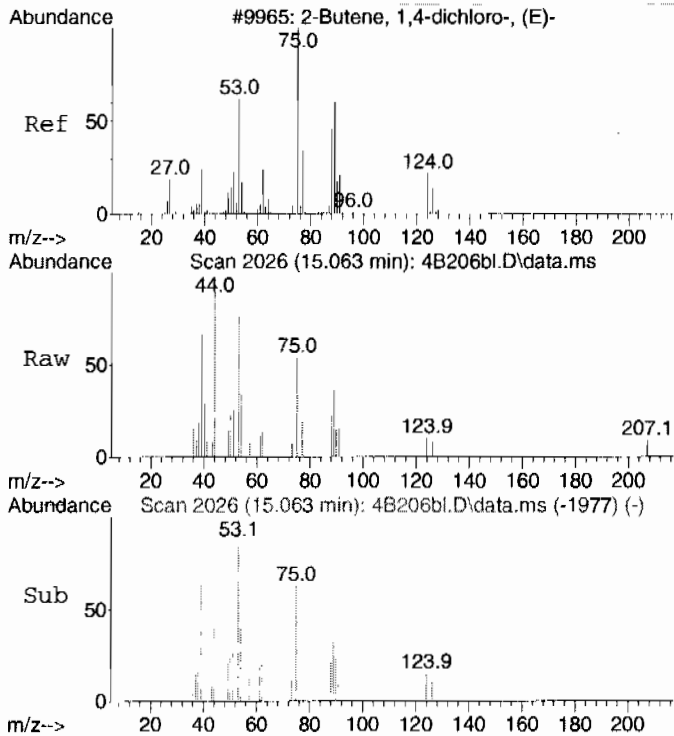 Abundance #9965: 2-Butene, 1,4-dichloro-, (E)-
75.0
53.0
Ref 50
27.0
124.0
96.0
0
m/z--> 20 40 60 80 100 120 140 160 180 200
Abundance Scan 2026 (15.063 min): 4B206bl.D\data.ms
44.0
Raw 50
75.0
123.9
207.1
0
m/z--> 20 40 60 80 100 120 140 160 180 200
Abundance Scan 2026 (15.063 min): 4B206bl.D\data.ms (-1977) (-)
53.1
75.0
Sub 50
123.9
0
m/z--> 20 40 60 80 100 120 140 160 180 200